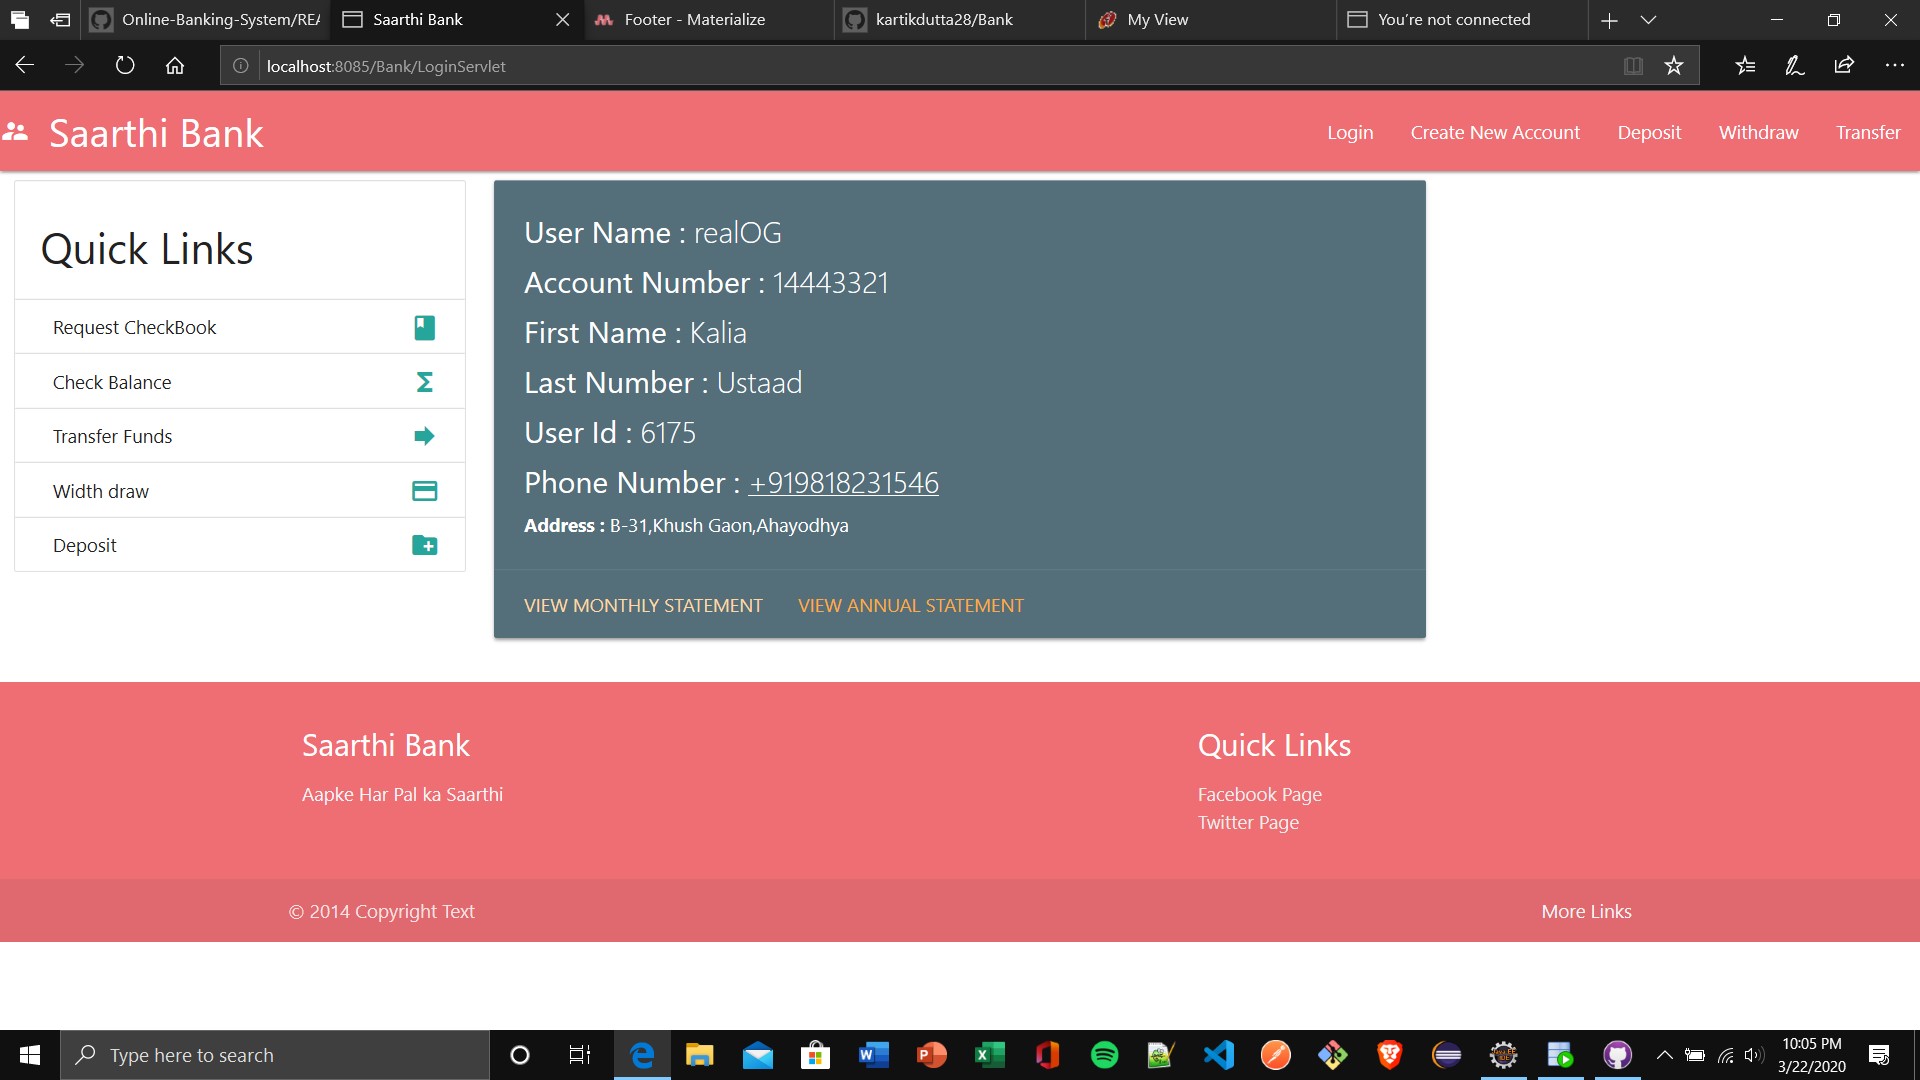 Online-Banking-System/REA
Saarthi Bank
Footer - Materialize
kartikdutta28/Bank
My View
You're not connected
localhost:8085/Bank/LoginServlet
Saarthi Bank
Login
Create New Account
Deposit
Withdraw
Transfer
Quick Links
Request CheckBook
Check Balance
Transfer Funds
Width draw
Deposit
User Name : realOG
Account Number : 14443321
First Name : Kalia
Last Number : Ustaad
User Id : 6175
Phone Number : +919818231546
Address : B-31,Khush Gaon,Ahayodhya
VIEW MONTHLY STATEMENT
VIEW ANNUAL STATEMENT
Saarthi Bank
Aapke Har Pal ka Saarthi
Quick Links
Facebook Page
Twitter Page
© 2014 Copyright Text
More Links
Type here to search
10:05 PM
3/22/2020